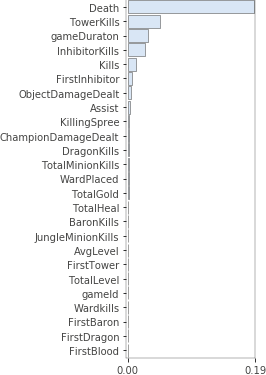 Death
TowerKills
gameDuraton
InhibitorKills
Kills
FirstInhibitor
ObjectDamageDealt
Assist
KillingSpree
ChampionDamageDealt
DragonKills
TotalMinionKills
WardPlaced
TotalGold
TotalHeal
BaronKills
JungleMinionKills
AvgLevel
FirstTower
TotalLevel
gameId
Wardkills
FirstBaron
FirstDragon
FirstBlood
0.00 0.19